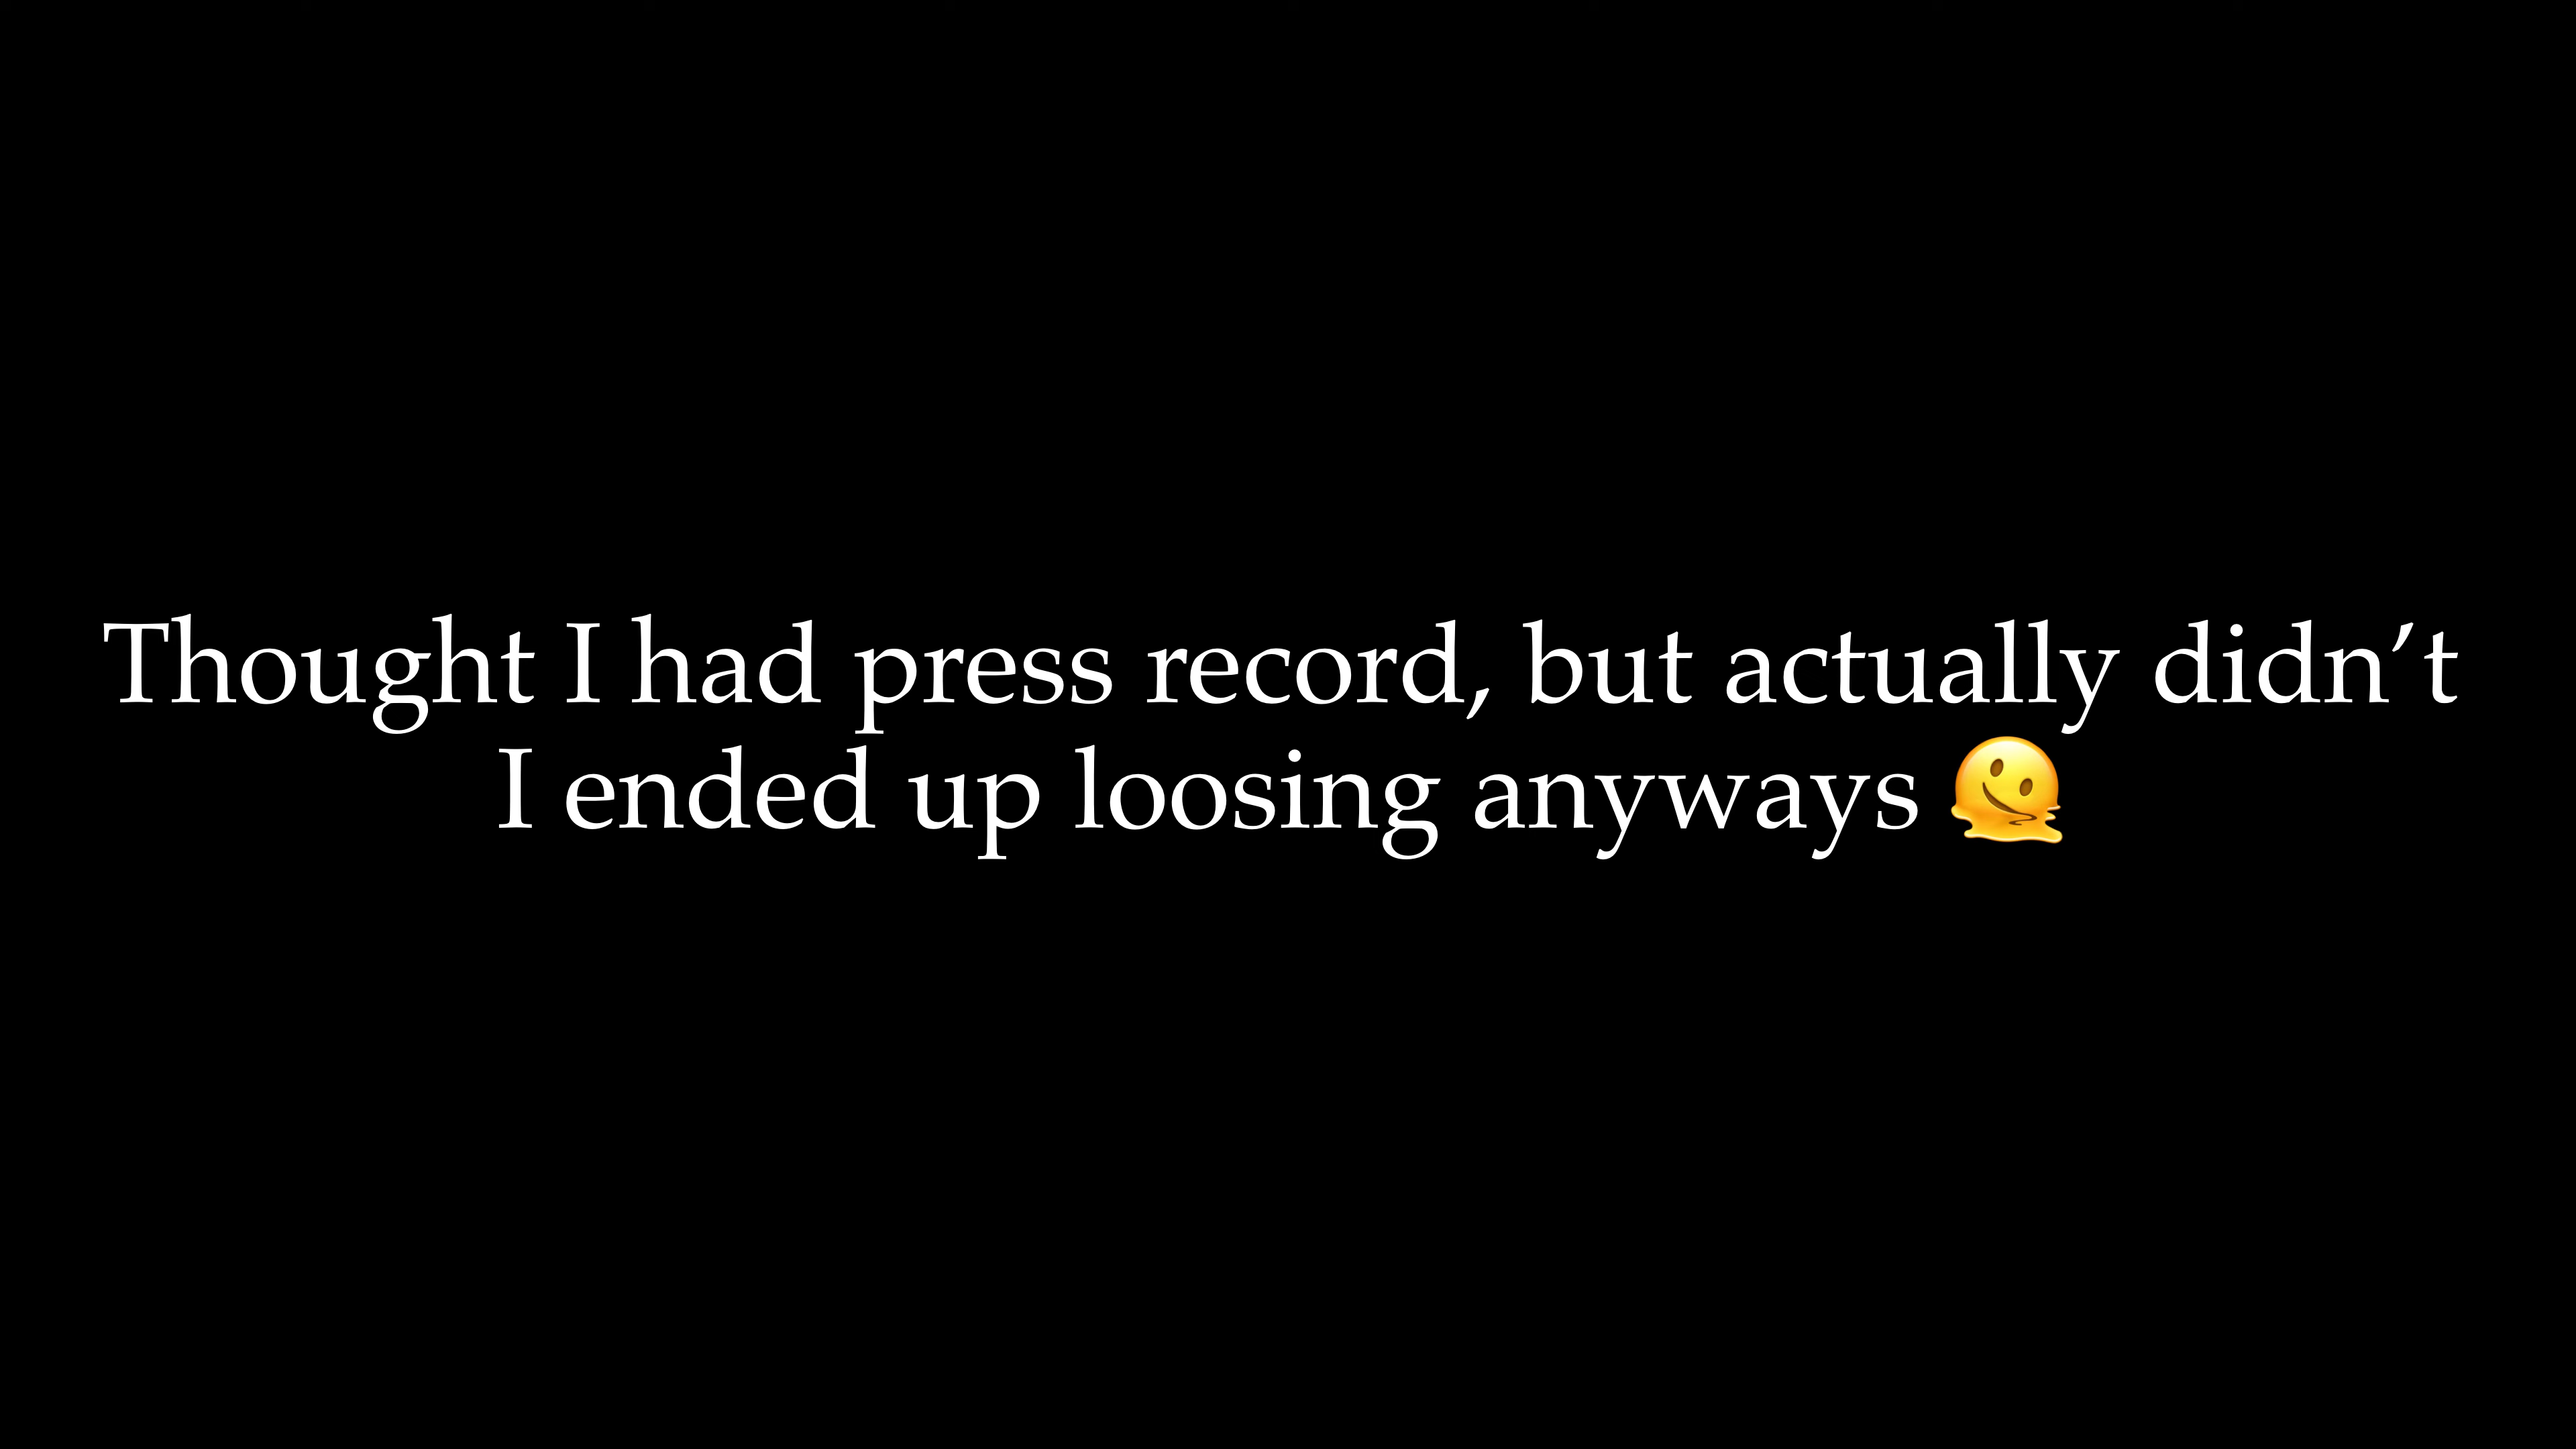 Thought I had press record, but actually didn’t
I ended up loosing anyways 🫠